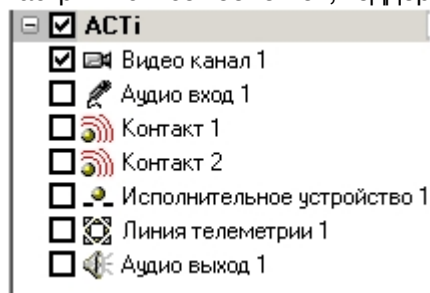 ACTi
Видео канал 1
Аудио вход 1
Контакт 1
Контакт 2
Исполнительное устройство 1
Линия телеметрии 1
Аудио выход 1